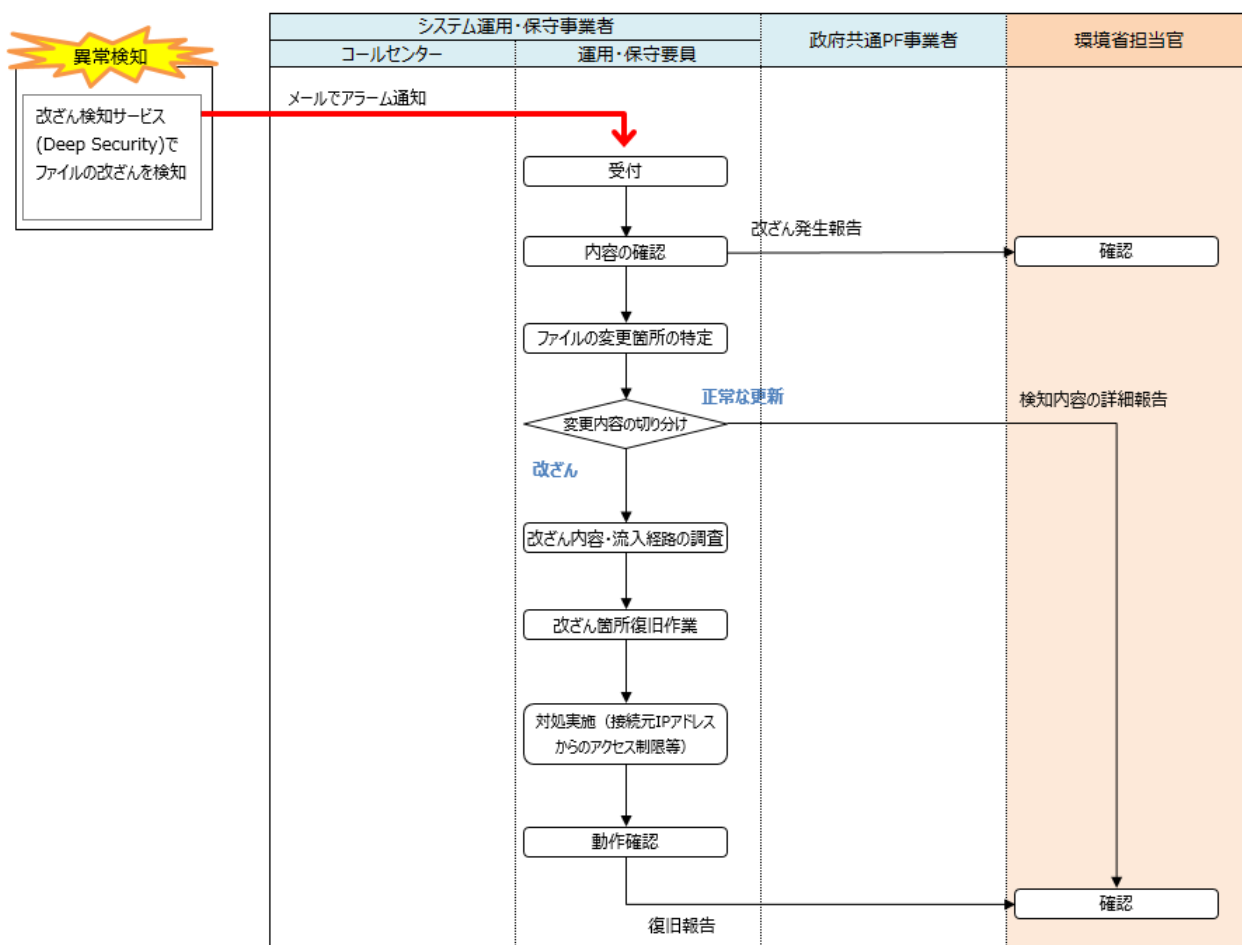 異常検知
改ざん検知サービス
(Deep Security)で
ファイルの改ざんを検知
システム運用・保守事業者
コールセンター
運用・保守要員
政府共通PF事業者
環境省担当官
メールでアラーム通知
受付
改ざん発生報告
内容の確認
確認
ファイルの変更箇所の特定
正常な更新
検知内容の詳細報告
変更内容の切り分け
改ざん
改ざん内容・流入経路の調査
改ざん箇所復旧作業
対処実施（接続元IPアドレス
からのアクセス制限等）
動作確認
確認
復旧報告